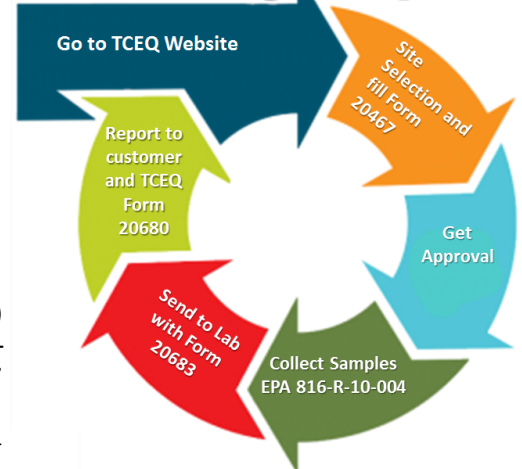 Go to TCEQ Website
Site
Selection and
fill Form
20467
Get
Approval
Collect Samples
EPA 816-R-10-004
Send to Lab
with Form
20683
Report to
customer
and TCEQ
Form
20680